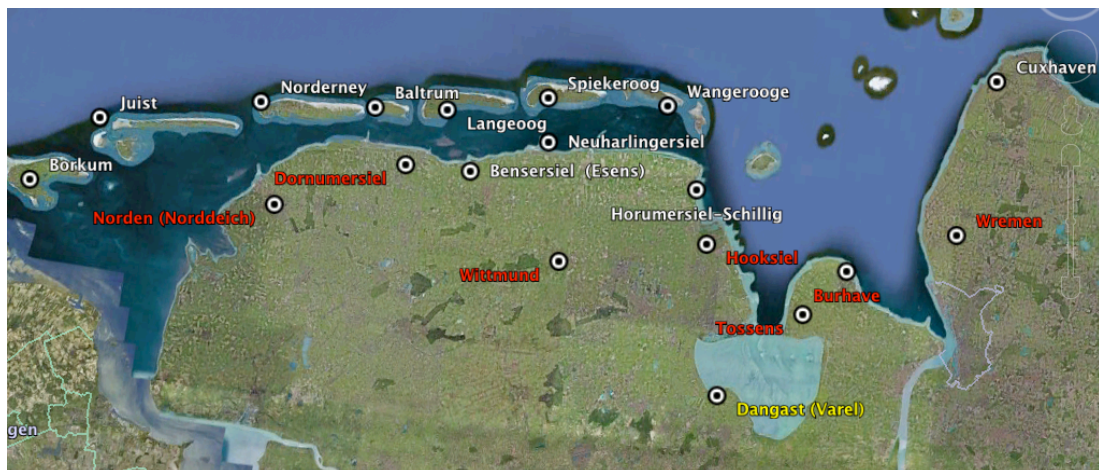 Cuxhaven
Spiekeroog
Norderney
Baltrum
Wangerooge
Juist
Langeoog
Neuharlingersiel
Borkum
Bensersiel (Esens)
Dornumersiel
Horumersiel-Schillig
Norden (Norddeich)
Wremen
Hooksiel
Wittmund
Burhave
Tossens
Dangast (Varel)
gen